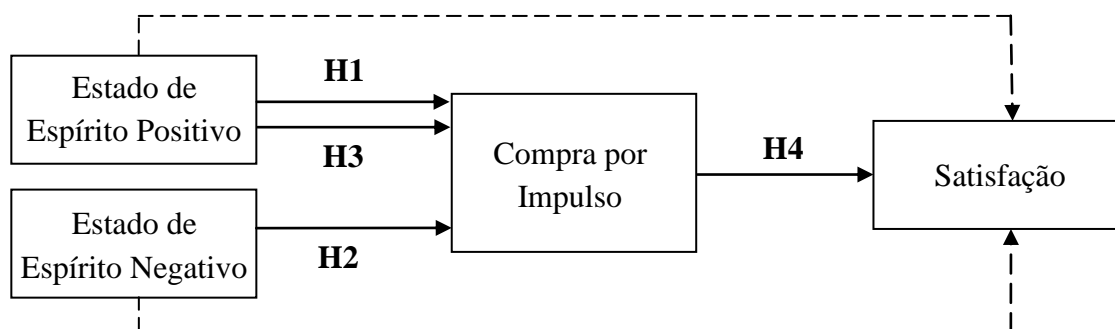 Estado de
Espírito Positivo
H1
H3
Estado de
Espírito Negativo
H2
Compra por
Impulso
H4
Satisfação